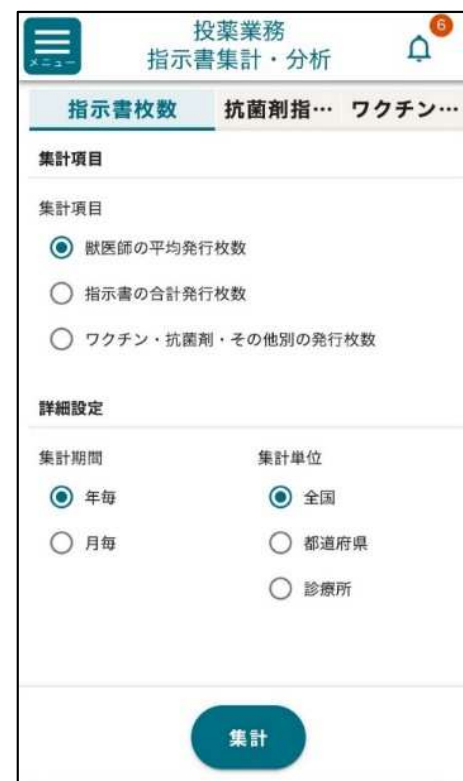 投薬業務
指示書集計・分析
6
メニュー
指示書枚数 抗菌剤指… ワクチン…
集計項目
集計項目
獣医師の平均発行枚数
指示書の合計発行枚数
ワクチン・抗菌剤・その他別の発行枚数
詳細設定
集計期間 集計単位
年毎 全国
月毎 都道府県
診療所
集計